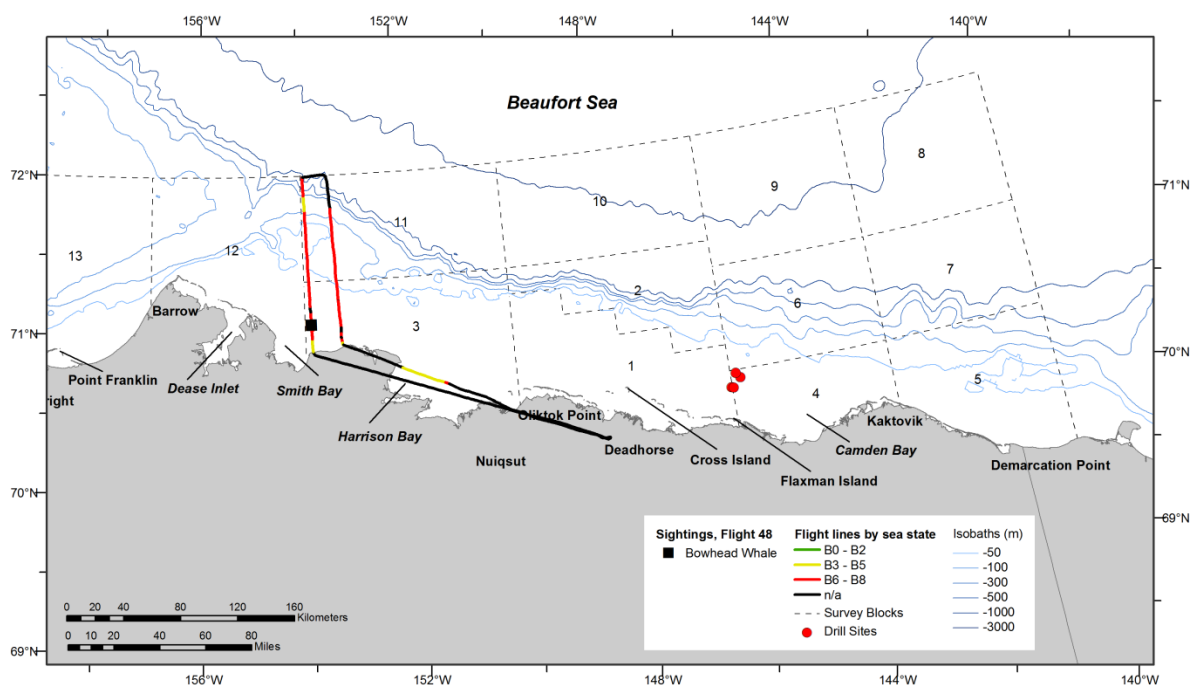 156°W 152°W 148°W 144°W 140°W
Beaufort Sea
8
72°N
71°N
9
10
11
13
12
7
2
6
3
Barrow
71°N
70°N
Point Franklin
Dease Inlet
Smith Bay
1
5
4
right
Harrison Bay
Oliktok Point
Kaktovik
Deadhorse
Camden Bay
Nuiqsut
Cross Island
Demarcation Point
Flaxman Island
70°N
69°N
Sightings, Flight 48
Bowhead Whale
Flight lines by sea state
B0 - B2
B3 - B5
B6 - B8
n/a
Survey Blocks
Drill Sites
Isobaths (m)
-50
-100
-300
-500
-1000
-3000
0 20 40 80 120 160
Kilometers
0 10 20 40 60 80
Miles
69°N
156°W 152°W 148°W 144°W 140°W